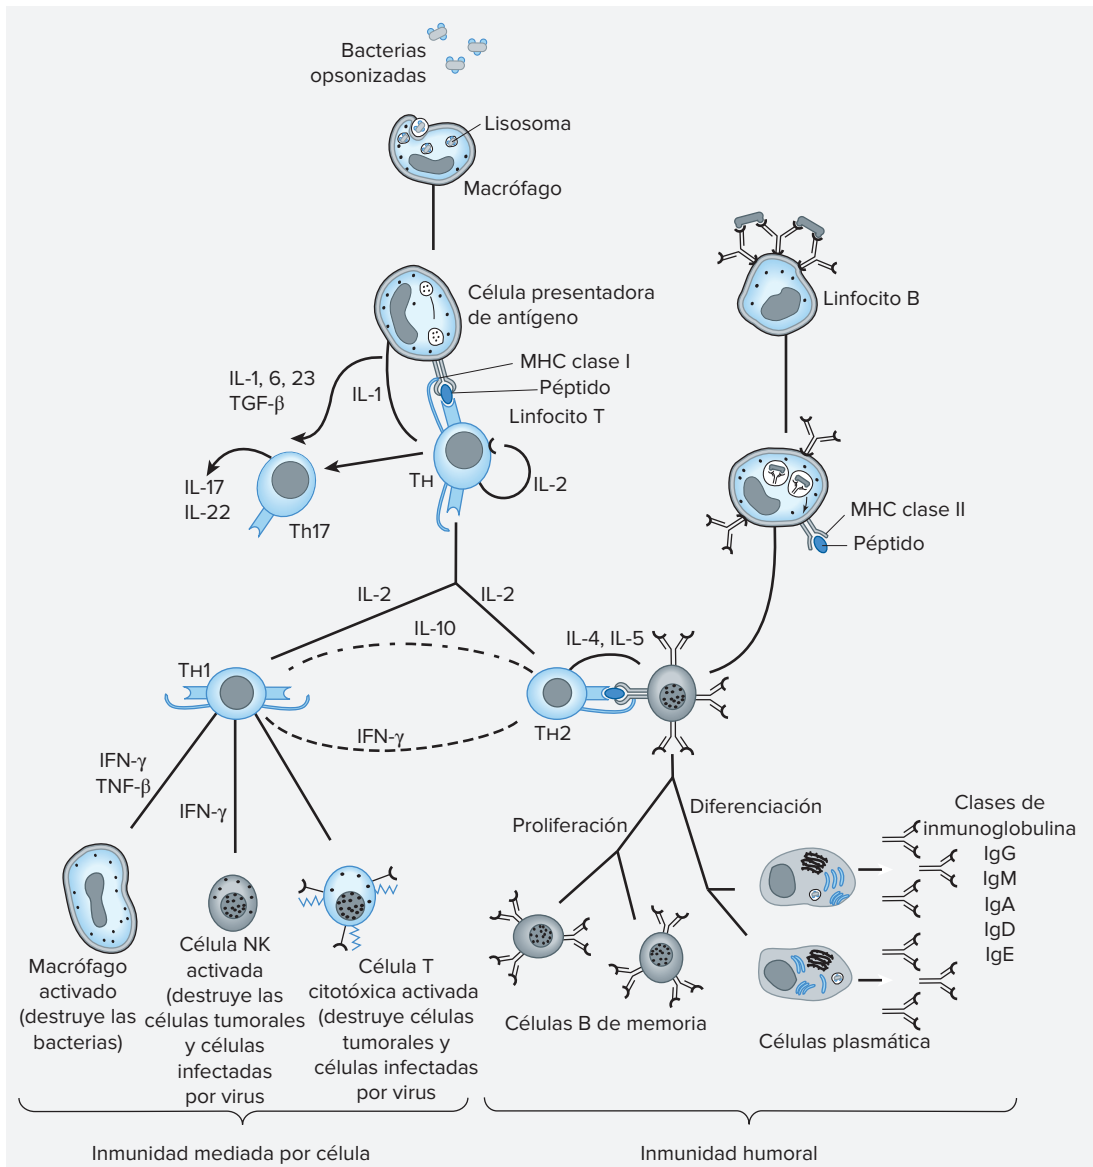 Bacterias
opsonizadas
Lisosoma
Macrófago
Célula presentadora
de antígeno
Linfocito B
MHC clase I
Péptido
Linfocito T
IL-1, 6, 23
TGF-β
IL-1
IL-17
IL-22
Th17
TH
IL-2
MHC clase II
Péptido
IL-2
IL-2
IL-10
IL-4, IL-5
TH1
TH2
IFN-γ
IFN-γ
TNF-β
IFN-γ
Proliferación
Diferenciación
Clases de
inmunoglobulina
IgG
IgM
IgA
IgD
IgE
Macrófago
activado
(destruye las
bacterias)
Célula NK
activada
(destruye las
células tumorales
y células
infectadas
por virus
Célula T
citotóxica activada
(destruye células
tumorales y
células infectadas
por virus
Células B de memoria
Células plasmática
Inmunidad mediada por célula
Inmunidad humoral